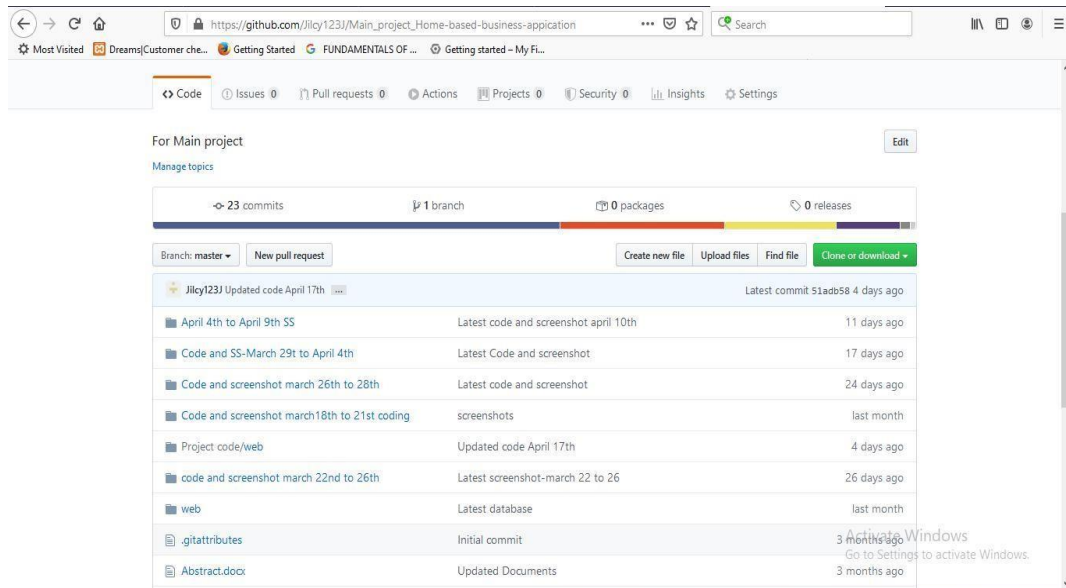 https://github.com/Jilcy123J/Main_project_Home-based-business-appication
Search
Most Visited Dreams|Customer che... Getting Started FUNDAMENTALS OF ... Getting started – My Fi...
Code Issues 0 Pull requests 0 Actions Projects 0 Security 0 Insights Settings
For Main project Edit
Manage topics
23 commits 1 branch 0 packages 0 releases
Branch: master New pull request Create new file Upload files Find file Clone or download
Jilcy123J Updated code April 17th ... Latest commit 51adb58 4 days ago
April 4th to April 9th SS Latest code and screenshot april 10th 11 days ago
Code and SS-March 29t to April 4th Latest Code and screenshot 17 days ago
Code and screenshot march 26th to 28th Latest code and screenshot 24 days ago
Code and screenshot march18th to 21st coding screenshots last month
Project code/web Updated code April 17th 4 days ago
code and screenshot march 22nd to 26th Latest screenshot-march 22 to 26 26 days ago
web Latest database last month
.gitattributes Initial commit 3 months ago
Activate Windows
Go to Settings to activate Windows.
Abstract.docx Updated Documents 3 months ago